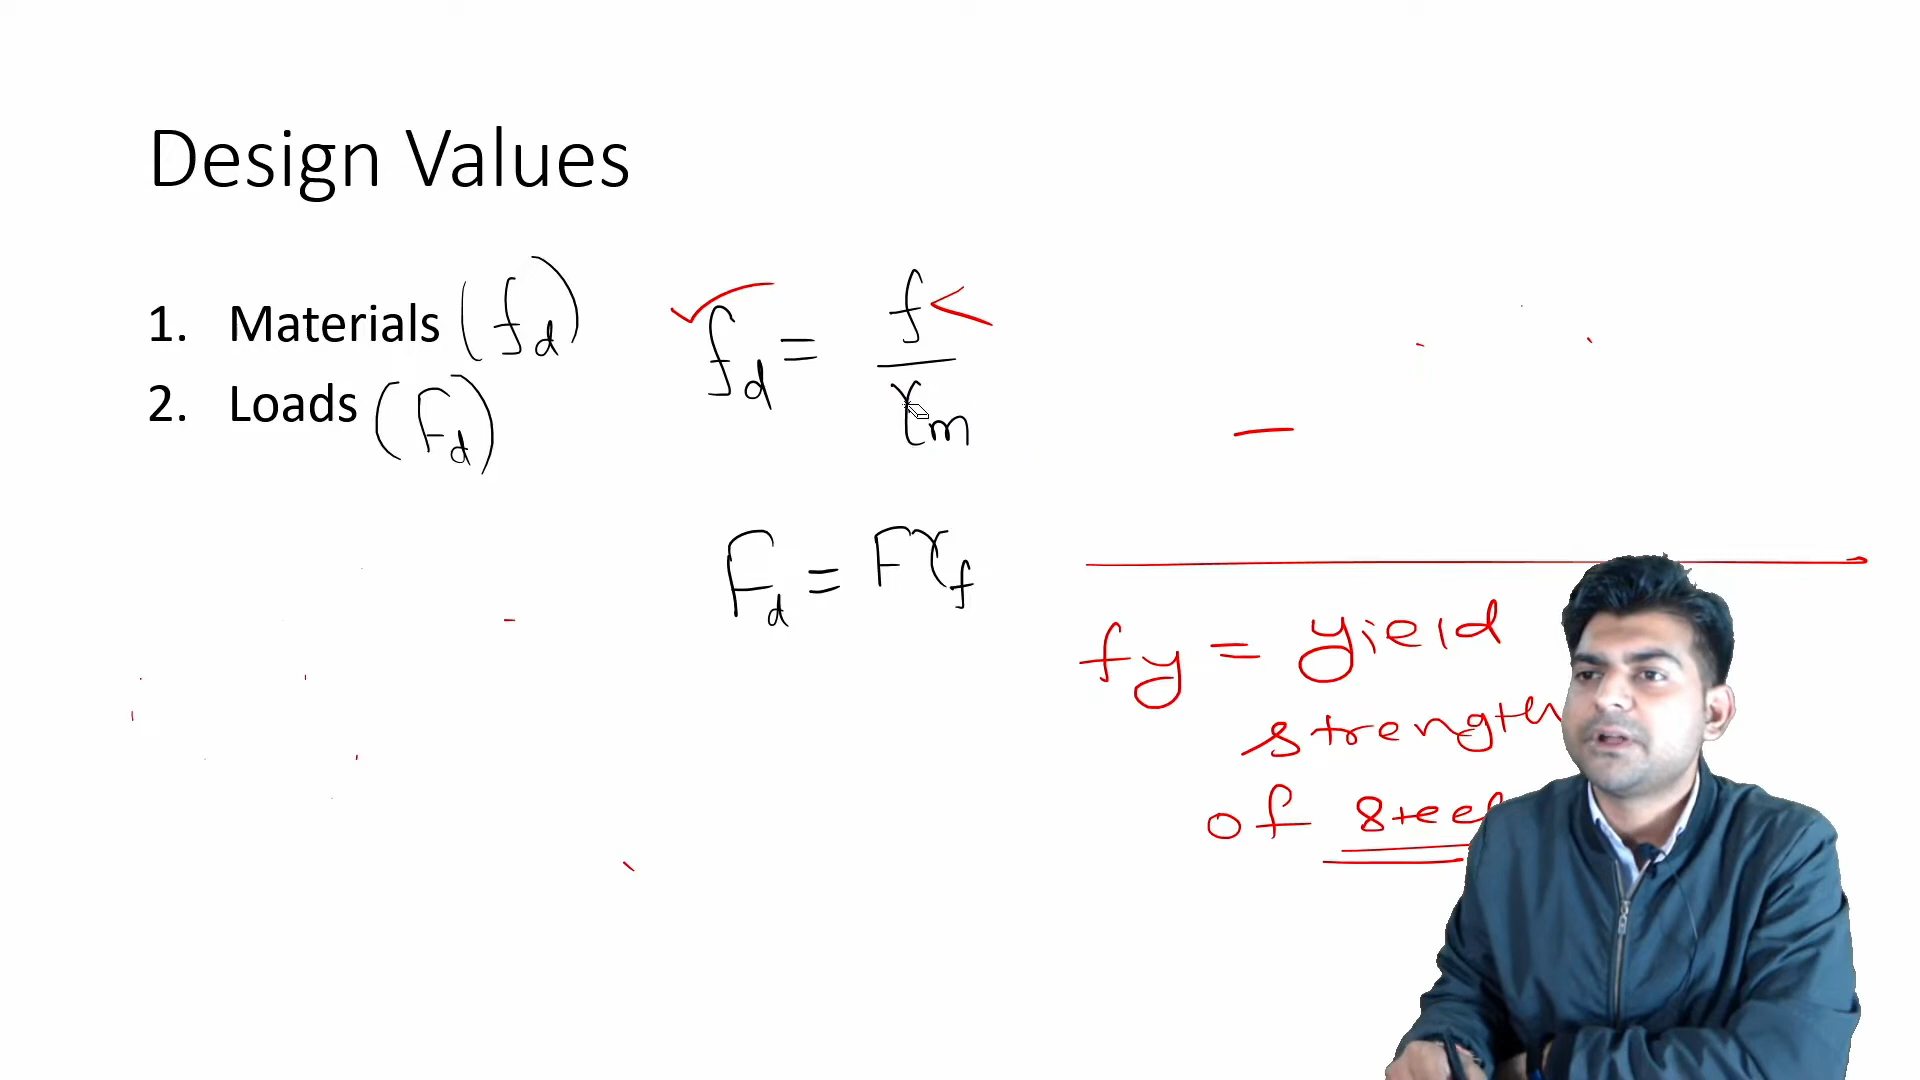 Design Values
1. Materials (fd)
2. Loads (Fd)
fd = f / γm
Fd = Fγf
fy = yield
strength
of steel